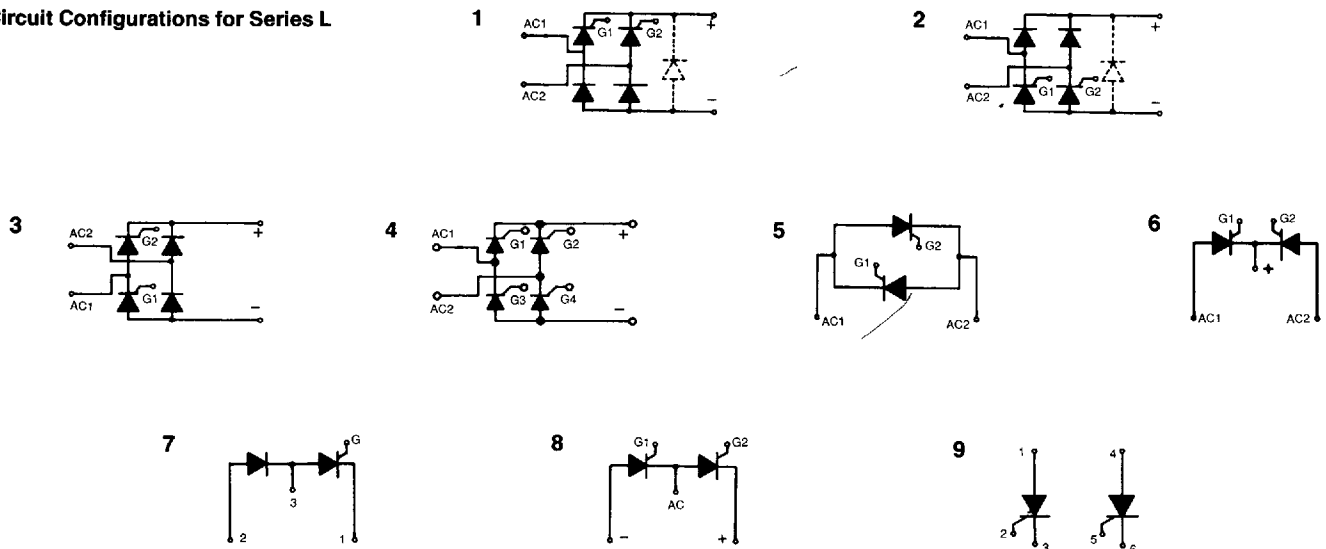 ircuit Configurations for Series L
1
AC1
G1
G2
+
AC2
−
2
AC1
+
AC2
G1
G2
−
3
AC2
G2
+
AC1
G1
−
4
AC1
G1
G2
+
AC2
G3
G4
−
5
G2
G1
AC1
AC2
6
G1
G2
+
AC1
AC2
7
G
3
2
1
8
G1
G2
AC
−
+
9
1
4
2
3
5
6